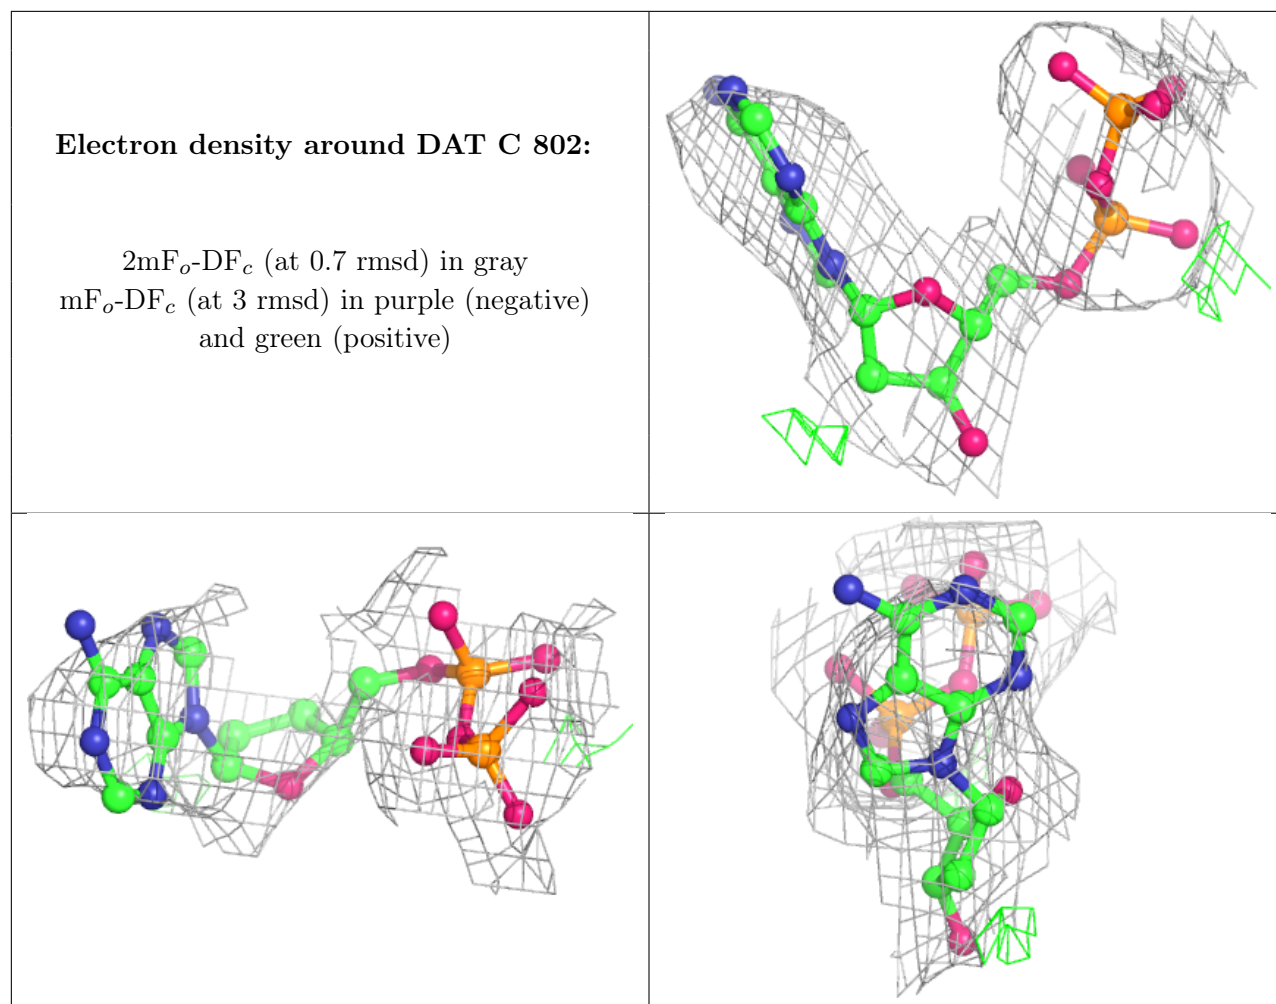 Electron density around DAT C 802:
2mFₒ-DF𝒸 (at 0.7 rmsd) in gray
mFₒ-DF𝒸 (at 3 rmsd) in purple (negative)
and green (positive)